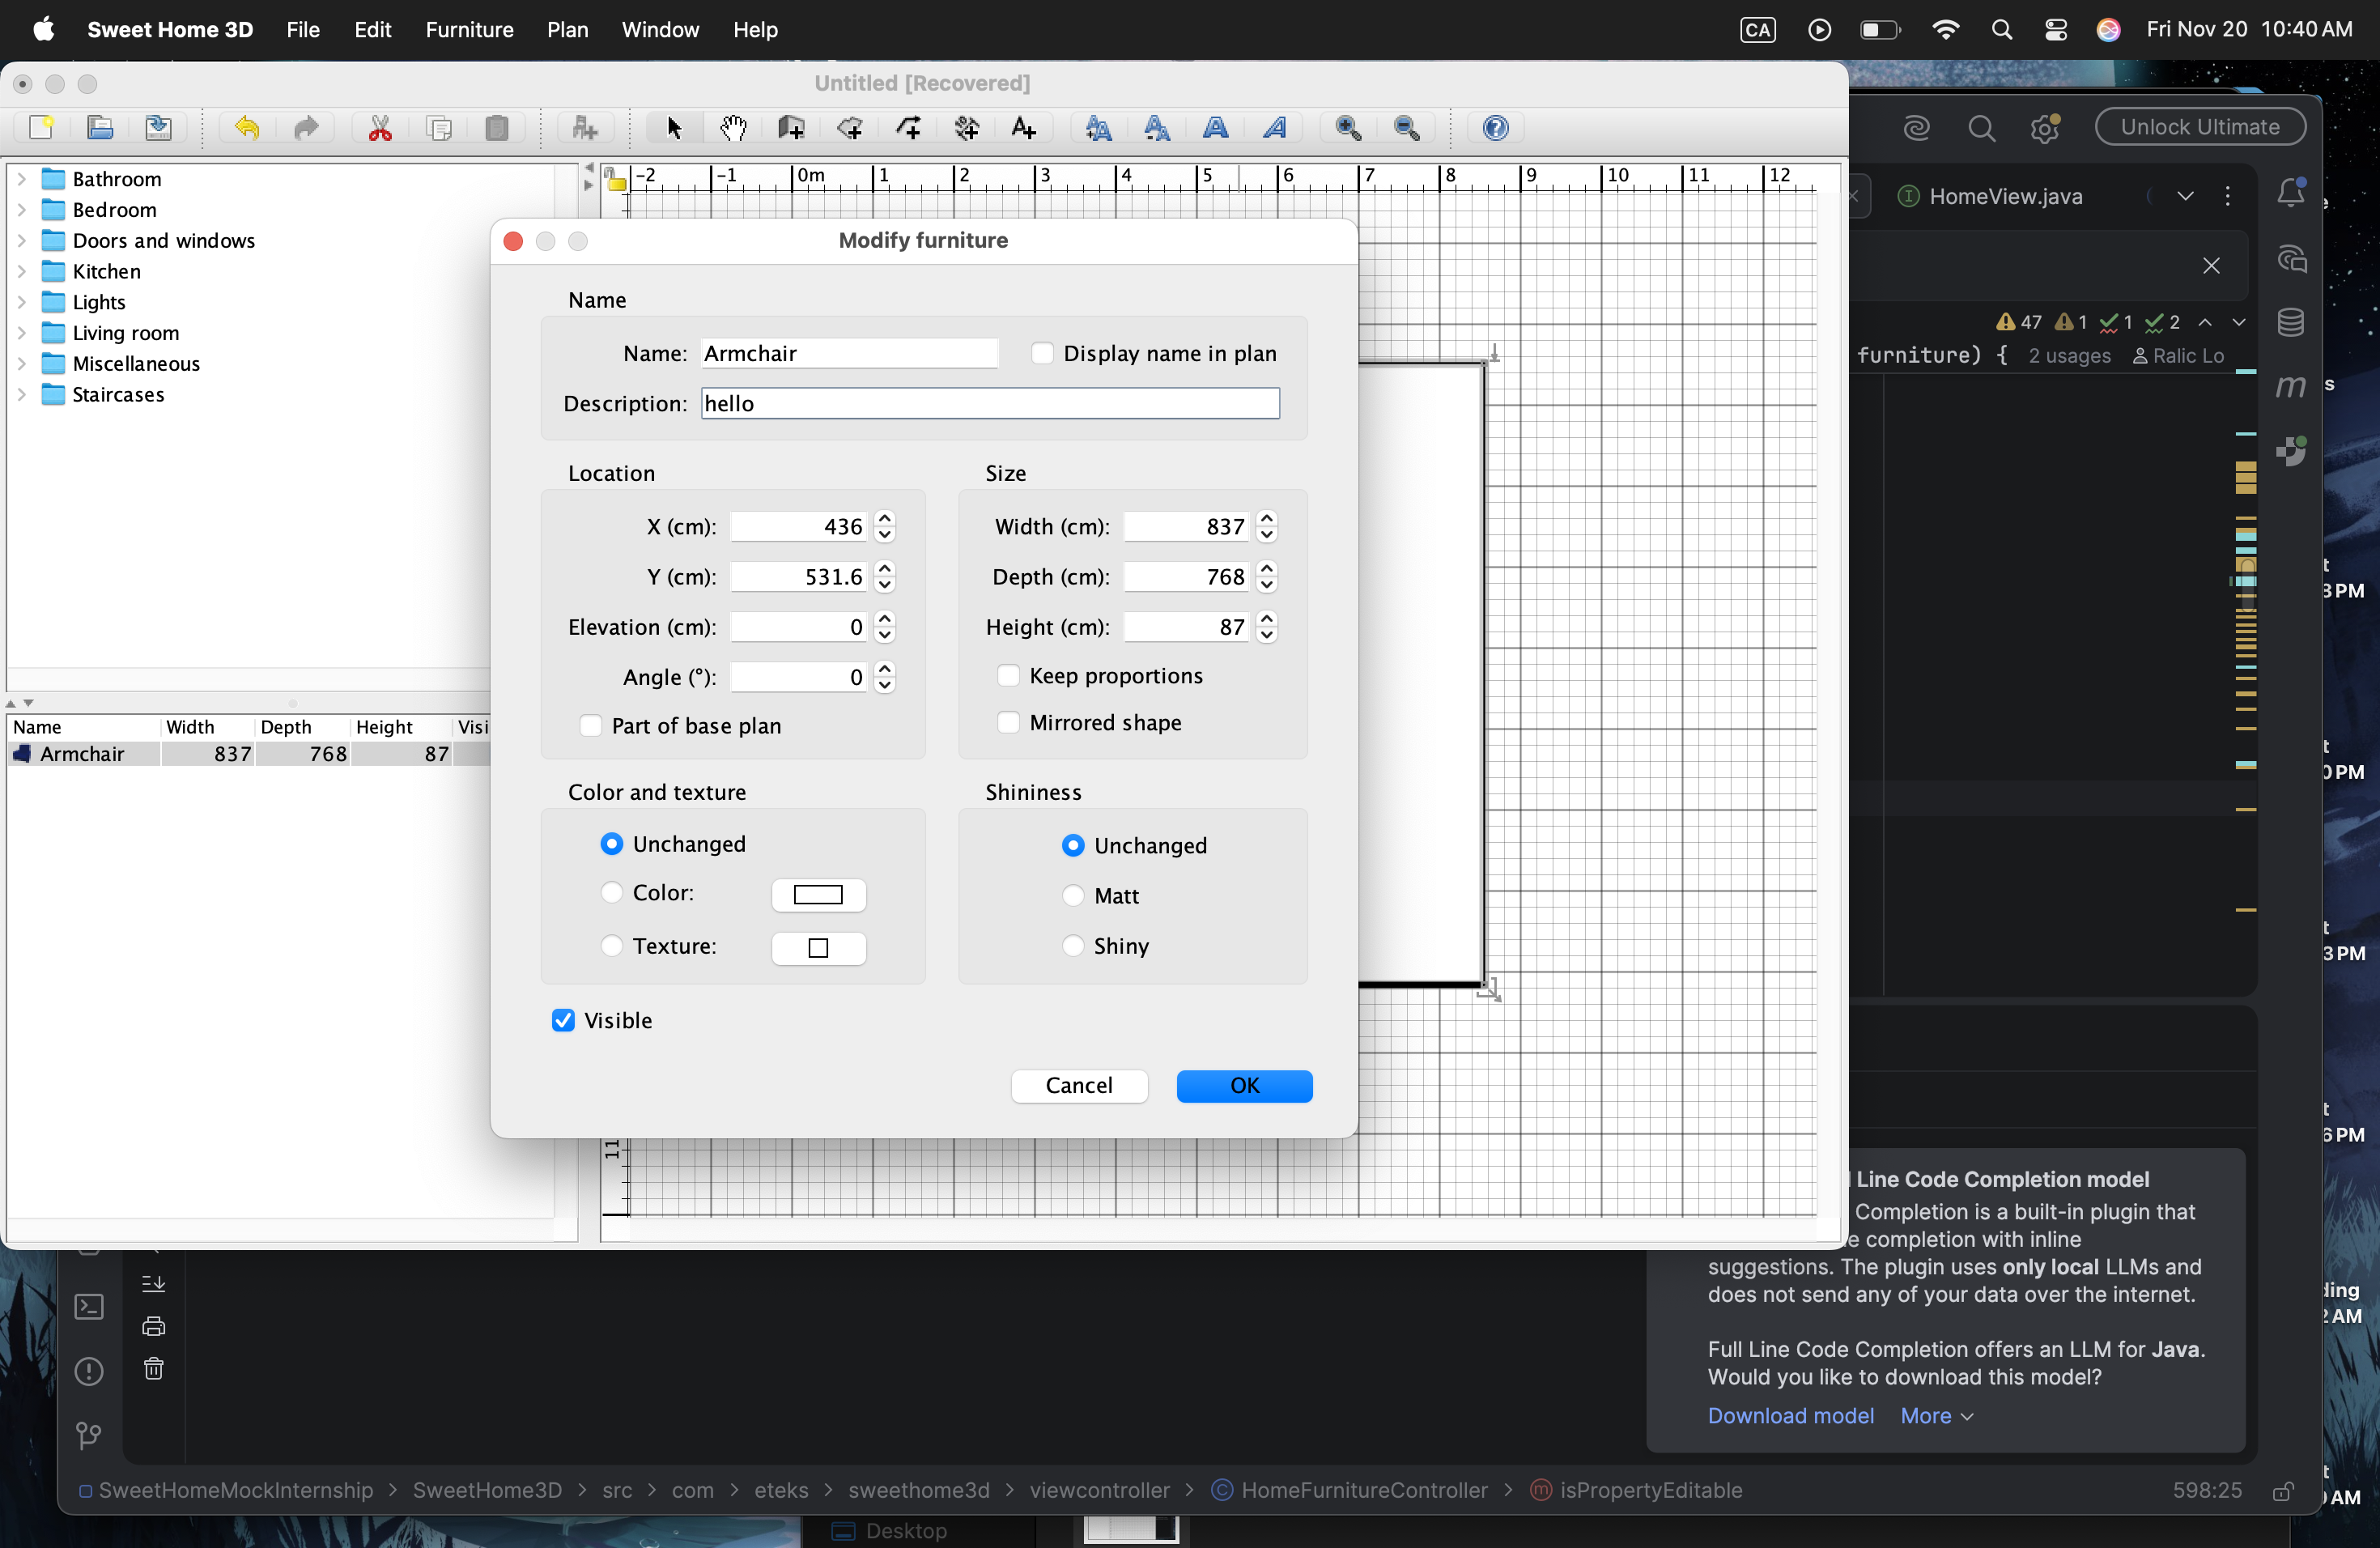 Sweet Home 3D File Edit Furniture Plan Window Help
CA Fri Nov 20 10:40 AM
Untitled [Recovered]
Unlock Ultimate
Bathroom
Bedroom
Doors and windows
Kitchen
Lights
Living room
Miscellaneous
Staircases
-2 -1 0m 1 2 3 4 5 6 7 8 9 10 11 12
HomeView.java
47 1 1 2
furniture) { 2 usages Ralic Lo
Modify furniture
Name
Name: Armchair Display name in plan
Description: hello
Location
X (cm): 436
Y (cm): 531.6
Elevation (cm): 0
Angle (°): 0
Part of base plan
Size
Width (cm): 837
Depth (cm): 768
Height (cm): 87
Keep proportions
Mirrored shape
Color and texture
Unchanged
Color:
Texture:
Shininess
Unchanged
Matt
Shiny
Visible
Cancel OK
Name Width Depth Height Visi
Armchair 837 768 87
11
Line Code Completion model
Completion is a built-in plugin that
e completion with inline
suggestions. The plugin uses only local LLMs and
does not send any of your data over the internet.
Full Line Code Completion offers an LLM for Java.
Would you like to download this model?
Download model More
SweetHomeMockInternship > SweetHome3D > src > com > eteks > sweethome3d > viewcontroller > HomeFurnitureController > isPropertyEditable
598:25
Desktop